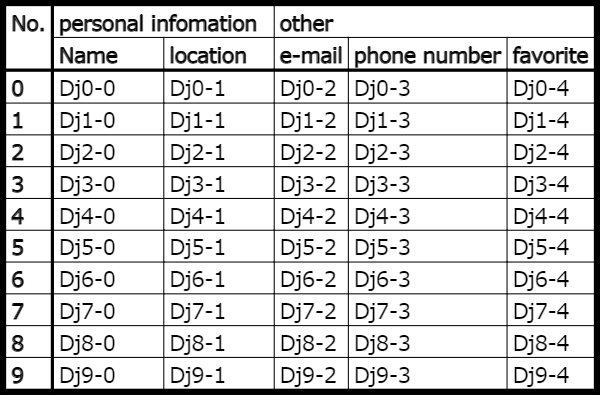 No. personal infomation other
Name location e-mail phone number favorite
0 Dj0-0 Dj0-1 Dj0-2 Dj0-3 Dj0-4
1 Dj1-0 Dj1-1 Dj1-2 Dj1-3 Dj1-4
2 Dj2-0 Dj2-1 Dj2-2 Dj2-3 Dj2-4
3 Dj3-0 Dj3-1 Dj3-2 Dj3-3 Dj3-4
4 Dj4-0 Dj4-1 Dj4-2 Dj4-3 Dj4-4
5 Dj5-0 Dj5-1 Dj5-2 Dj5-3 Dj5-4
6 Dj6-0 Dj6-1 Dj6-2 Dj6-3 Dj6-4
7 Dj7-0 Dj7-1 Dj7-2 Dj7-3 Dj7-4
8 Dj8-0 Dj8-1 Dj8-2 Dj8-3 Dj8-4
9 Dj9-0 Dj9-1 Dj9-2 Dj9-3 Dj9-4